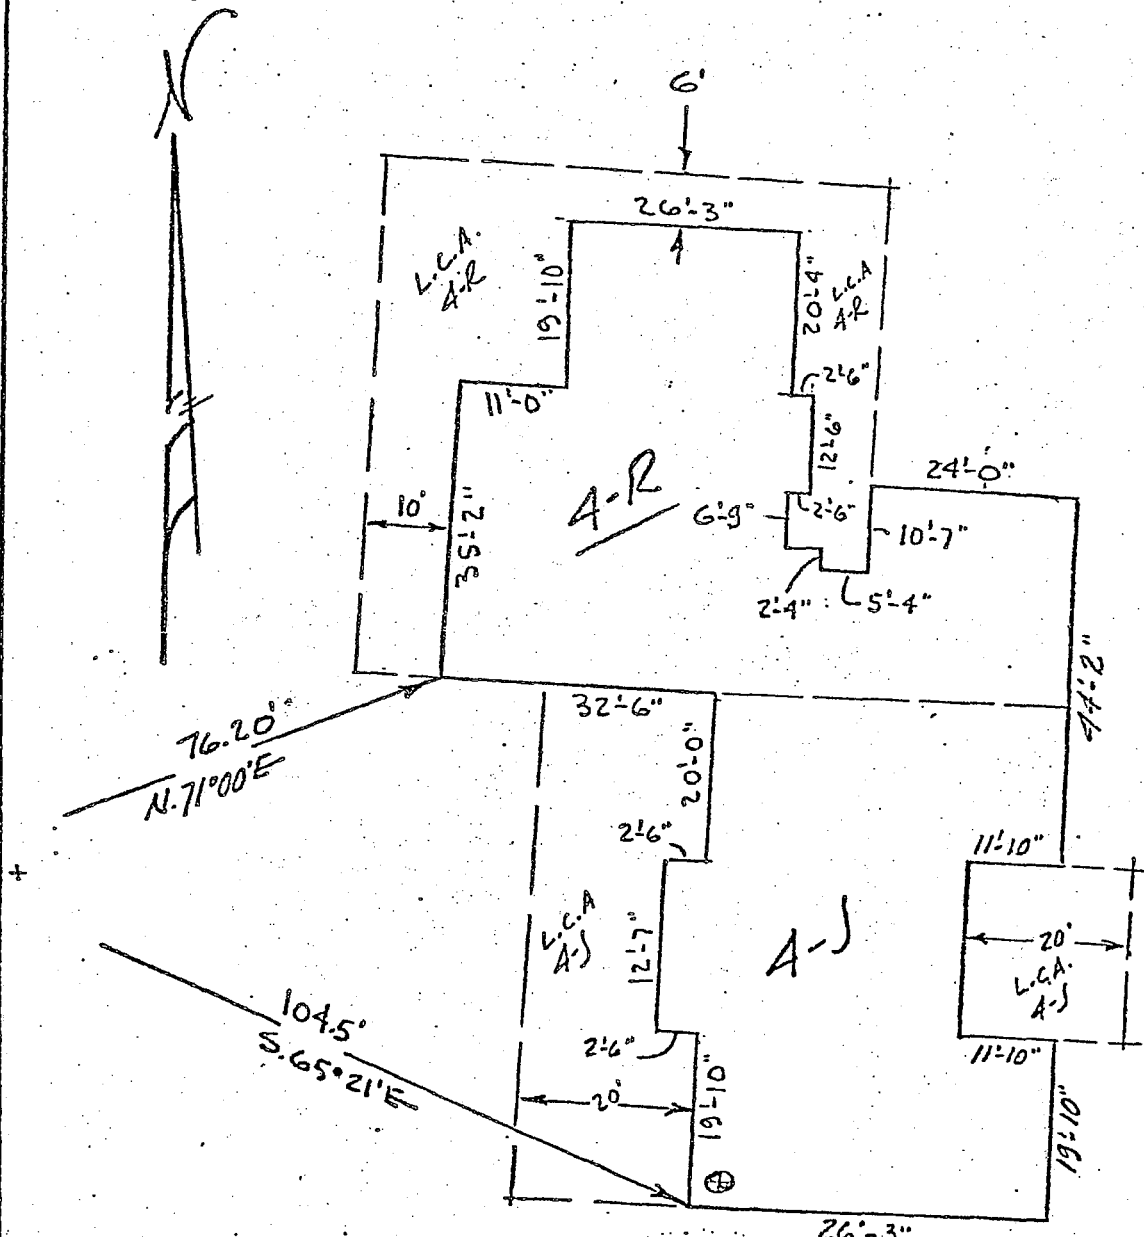 N
6'
26'-3"
L.C.A.
A-R
19'-10"
20'-4"
L.C.A
A-R
2'-6"
11'-0"
12'-6"
24'-0"
A-R
6'-9"
2'-6"
10'
35'-2"
10'-7"
2'-4"
5'-4"
44'-2"
76.20'
N.71°00'E
32'-6"
20'-0"
2'-6"
11'-10"
L.C.A
A-J
12'-7"
A-J
20'
L.C.A.
A-J
104.5'
S.65°21'E
2'-6"
11'-10"
20'
19'-10"
19'-10"
26'-3"